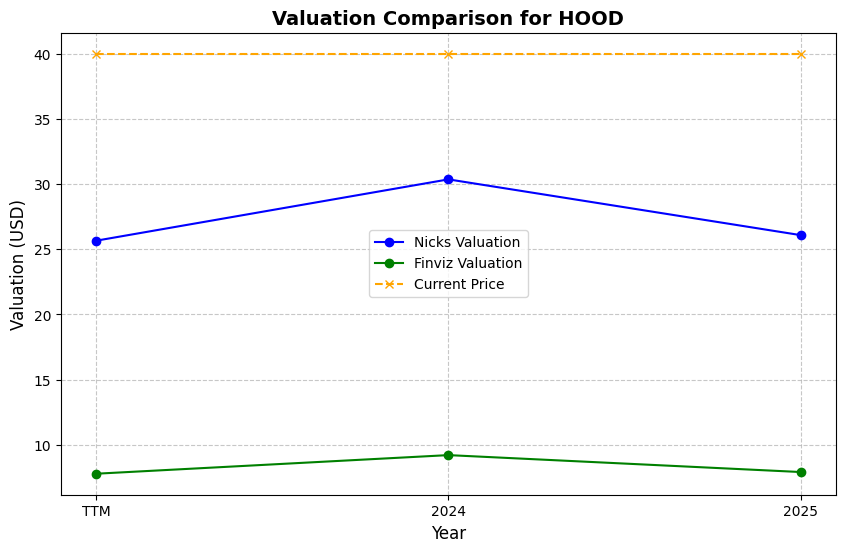 Valuation Comparison for HOOD
Valuation (USD)
40
35
30
25
20
15
10
Nicks Valuation
Finviz Valuation
Current Price
TTM
2024
2025
Year